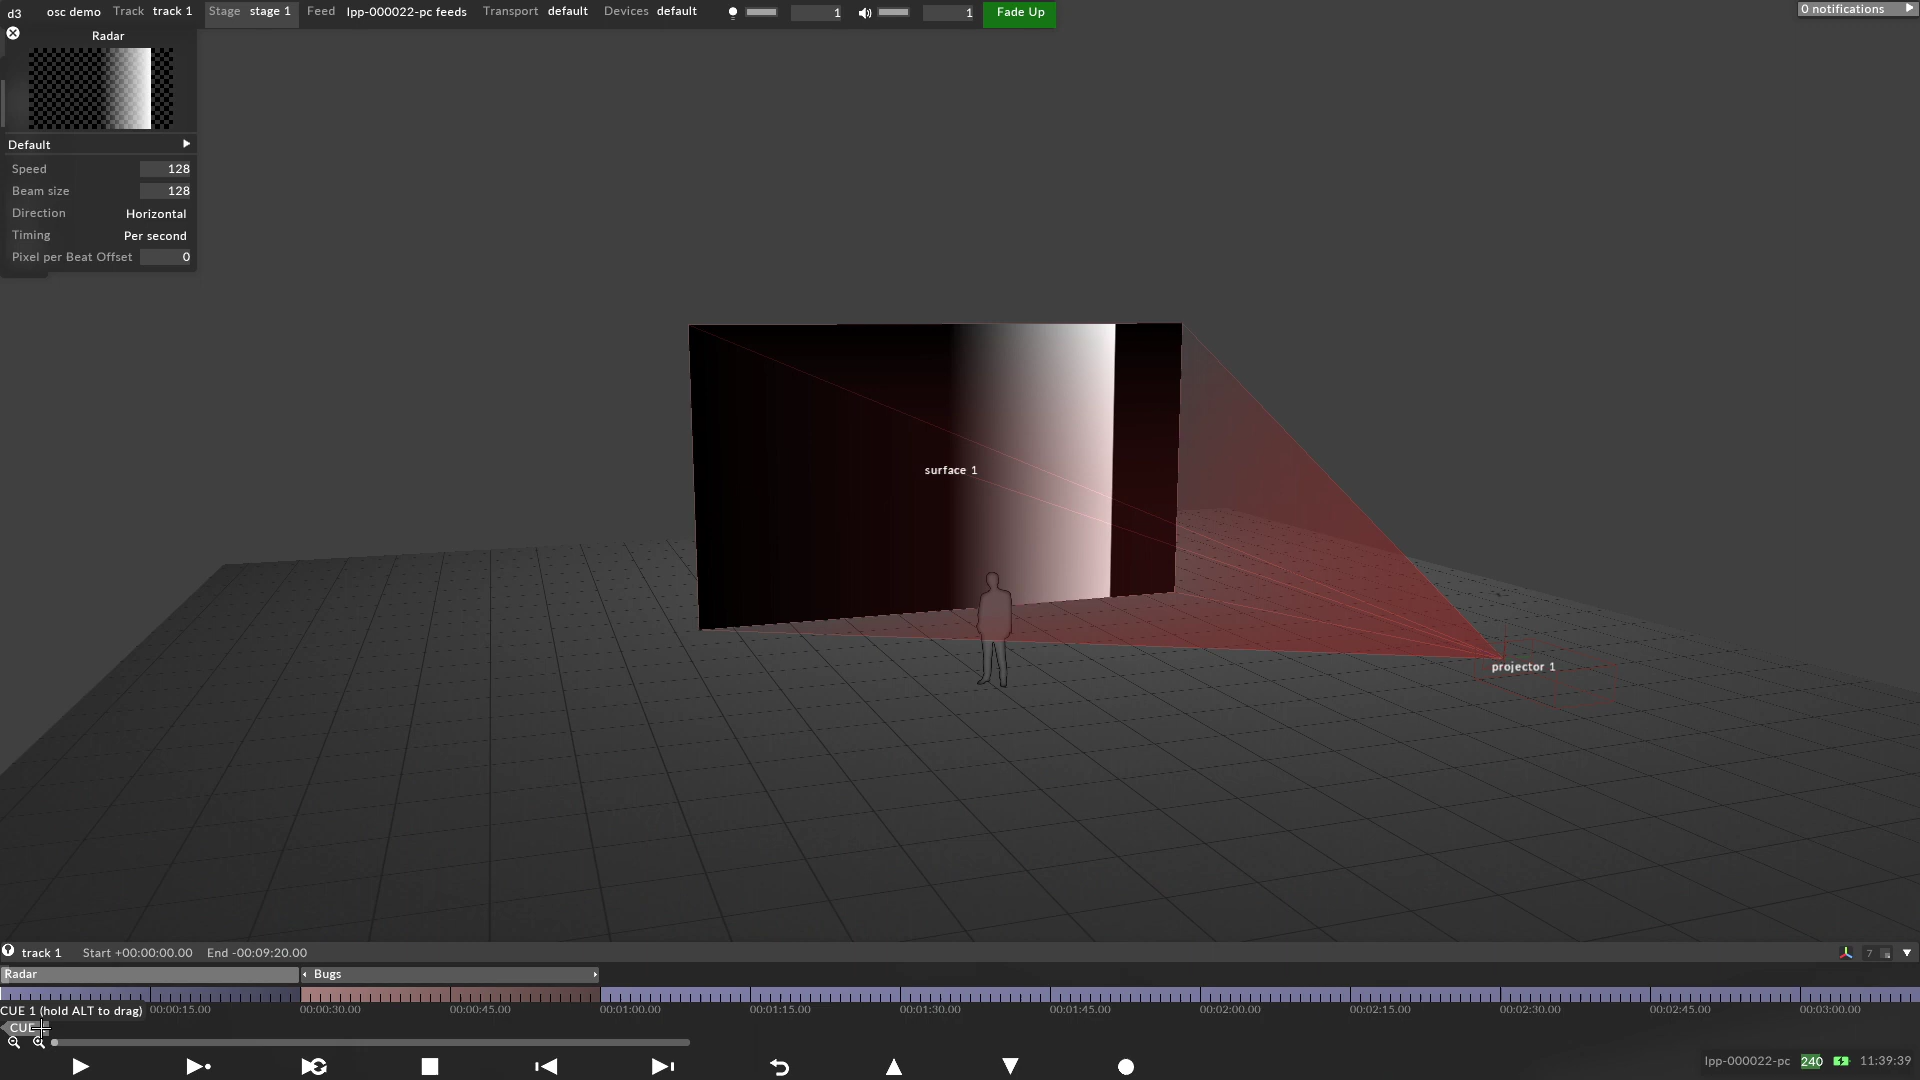 d3 osc demo Track track 1 Stage stage 1 Feed lpp-000022-pc feeds Transport default Devices default 1 1 Fade Up 0 notifications
Radar
Default
Speed 128
Beam size 128
Direction Horizontal
Timing Per second
Pixel per Beat Offset 0
surface 1
projector 1
track 1 Start +00:00:00.00 End -00:09:20.00 7
Radar Bugs
CUE 1 (hold ALT to drag) 00:00:15.00 00:00:30.00 00:00:45.00 00:01:00.00 00:01:15.00 00:01:30.00 00:01:45.00 00:02:00.00 00:02:15.00 00:02:30.00 00:02:45.00 00:03:00.00
CUE
lpp-000022-pc 240 11:39:39